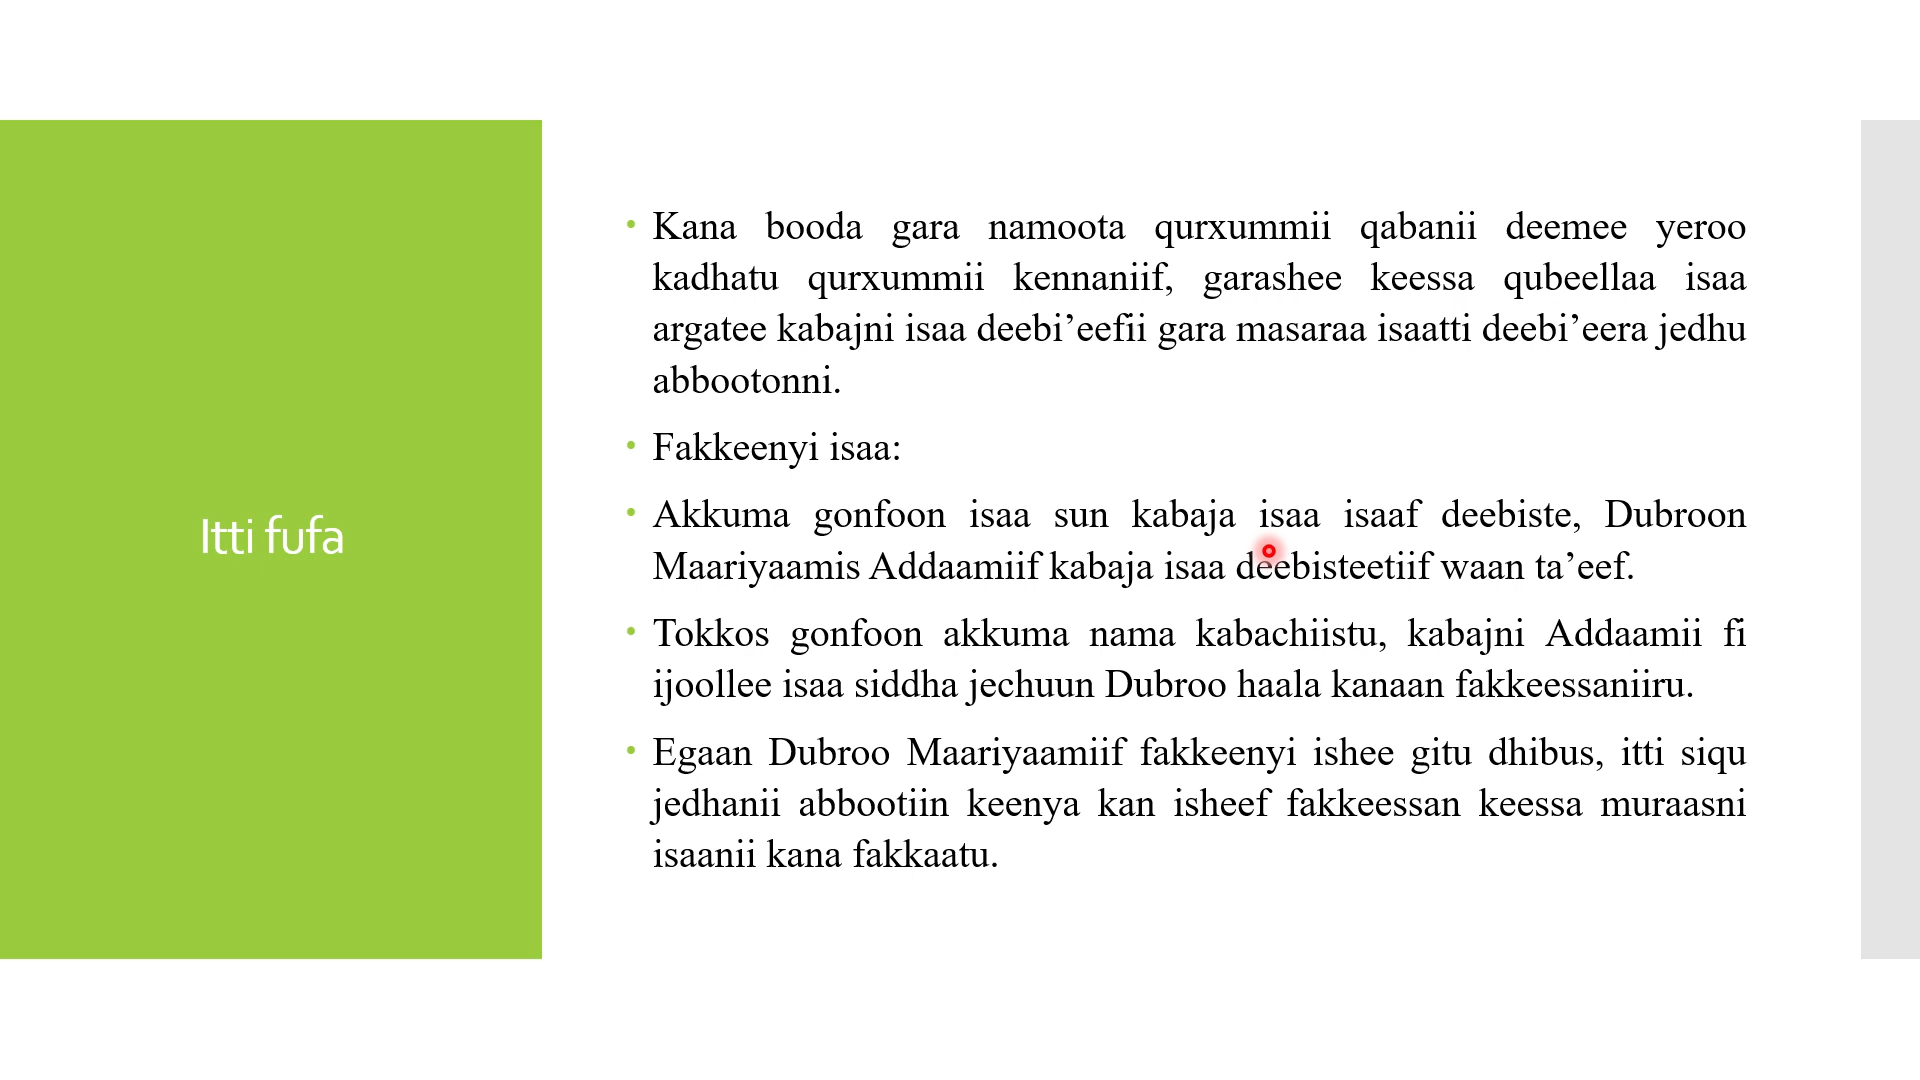 Itti fufa
• Kana booda gara namoota qurxummii qabanii deemee yeroo
kadhatu qurxummii kennaniif, garashee keessa qubeellaa isaa
argatee kabajni isaa deebi’eefii gara masaraa isaatti deebi’eera jedhu
abbootonni.
• Fakkeenyi isaa:
• Akkuma gonfoon isaa sun kabaja isaa isaaf deebiste, Dubroon
Maariyaamis Addaamiif kabaja isaa deebisteetiif waan ta’eef.
• Tokkos gonfoon akkuma nama kabachiistu, kabajni Addaamii fi
ijoollee isaa siddha jechuun Dubroo haala kanaan fakkeessaniiru.
• Egaan Dubroo Maariyaamiif fakkeenyi ishee gitu dhibus, itti siqu
jedhanii abbootiin keenya kan isheef fakkeessan keessa muraasni
isaanii kana fakkaatu.